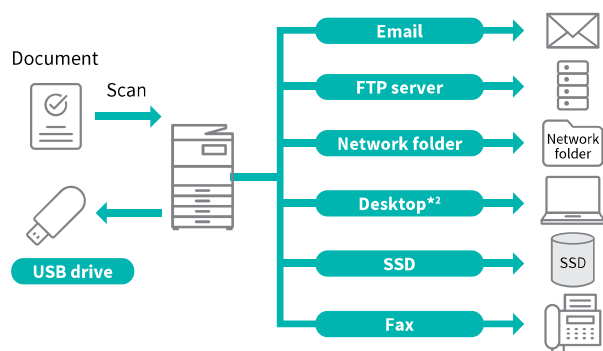 Document
Scan
USB drive
Email
FTP server
Network folder
Desktop*2
SSD
Fax
Network
folder
SSD